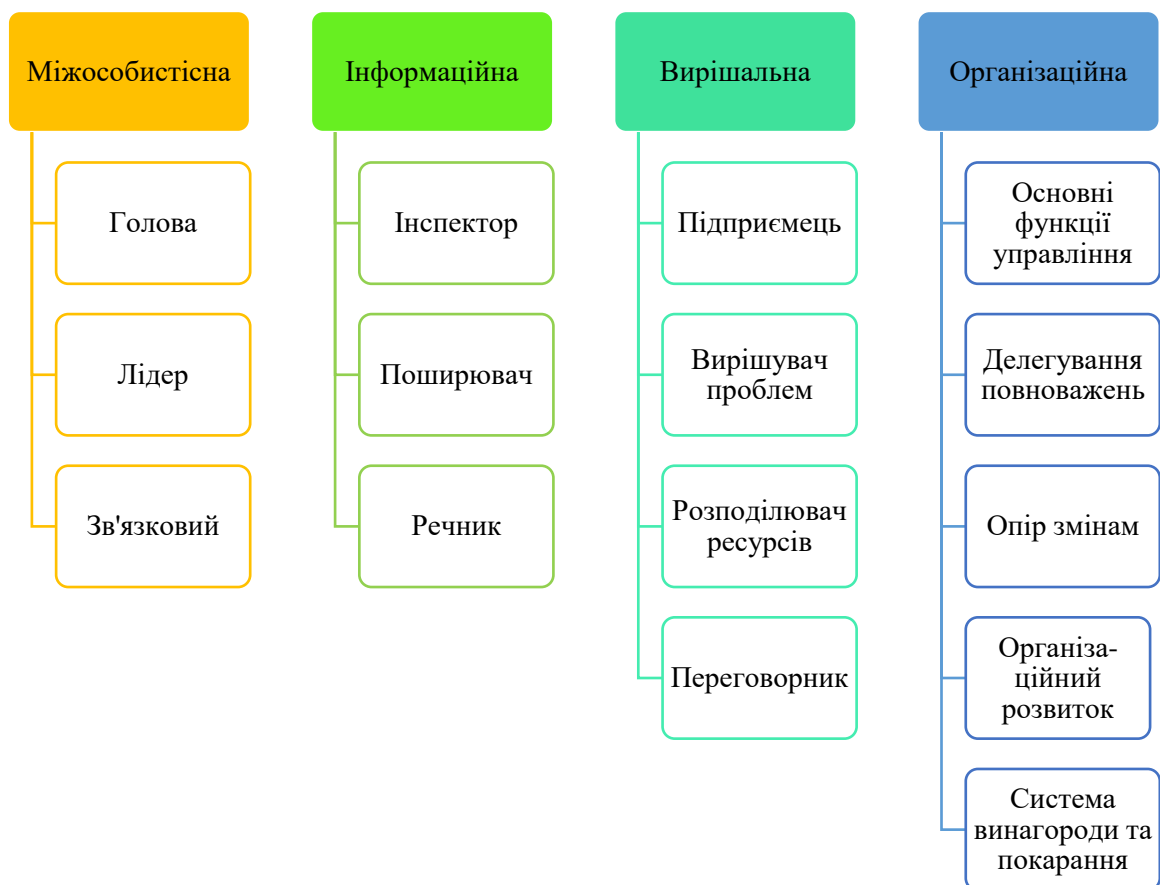 Міжособистісна
Голова
Лідер
Зв'язковий
Інформаційна
Інспектор
Поширювач
Речник
Вирішальна
Підприємець
Вирішувач
проблем
Розподілювач
ресурсів
Переговорник
Організаційна
Основні
функції
управління
Делегування
повноважень
Опір змінам
Організа-
ційний
розвиток
Система
винагороди та
покарання